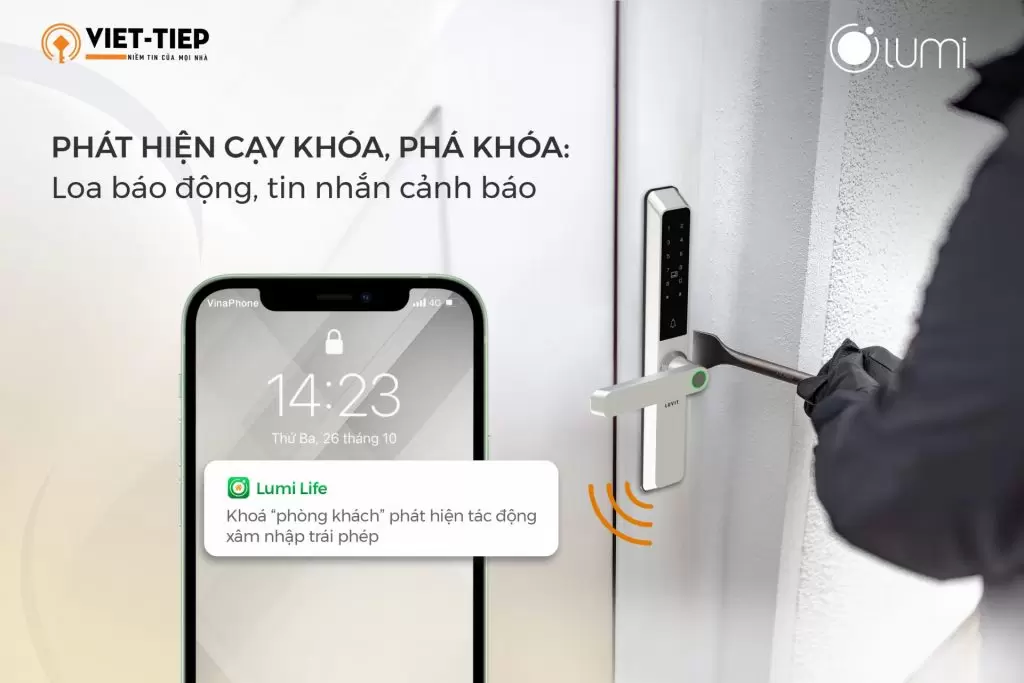 VIET-TIEP
NIỀM TIN CỦA MỌI NHÀ
LUMI
PHÁT HIỆN CẠY KHÓA, PHÁ KHÓA:
Loa báo động, tin nhắn cảnh báo
VinaPhone 4G
14:23
Thứ Ba, 26 tháng 10
Lumi Life
Khoá “phòng khách” phát hiện tác động
xâm nhập trái phép
LUVIT